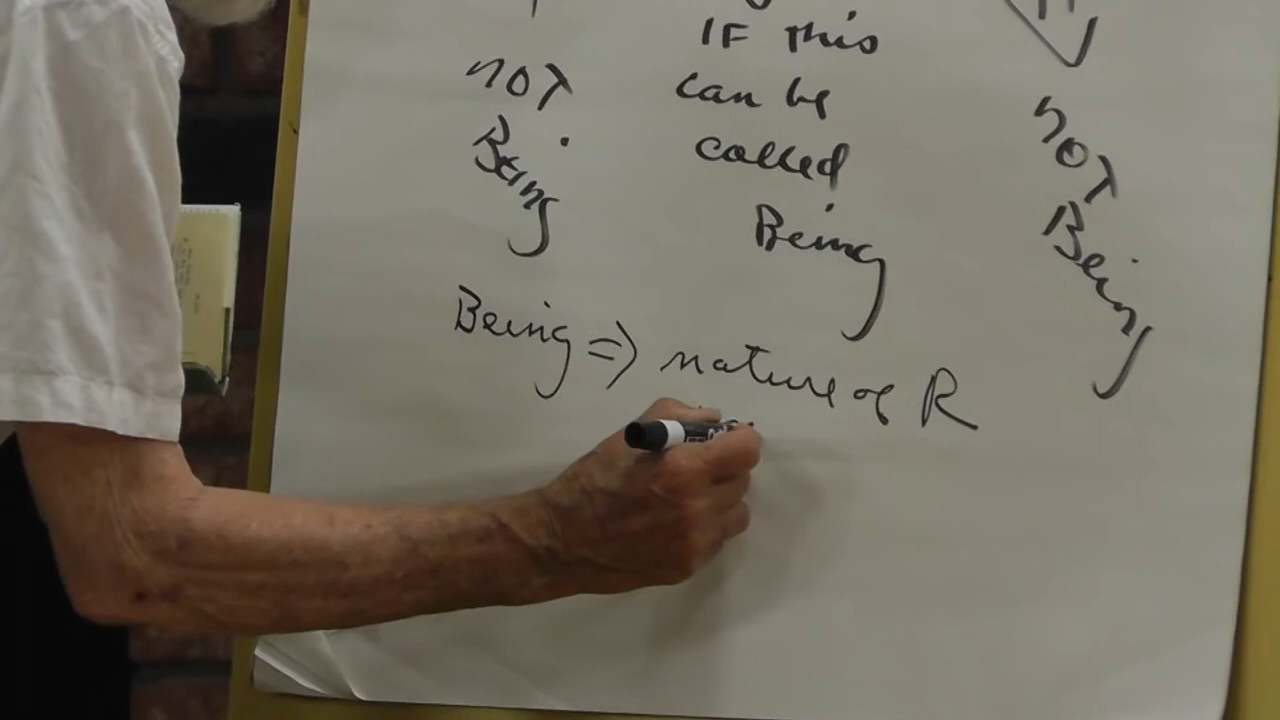 IF this
can be
called
Being
not
Being
not
Being
Being => nature of R